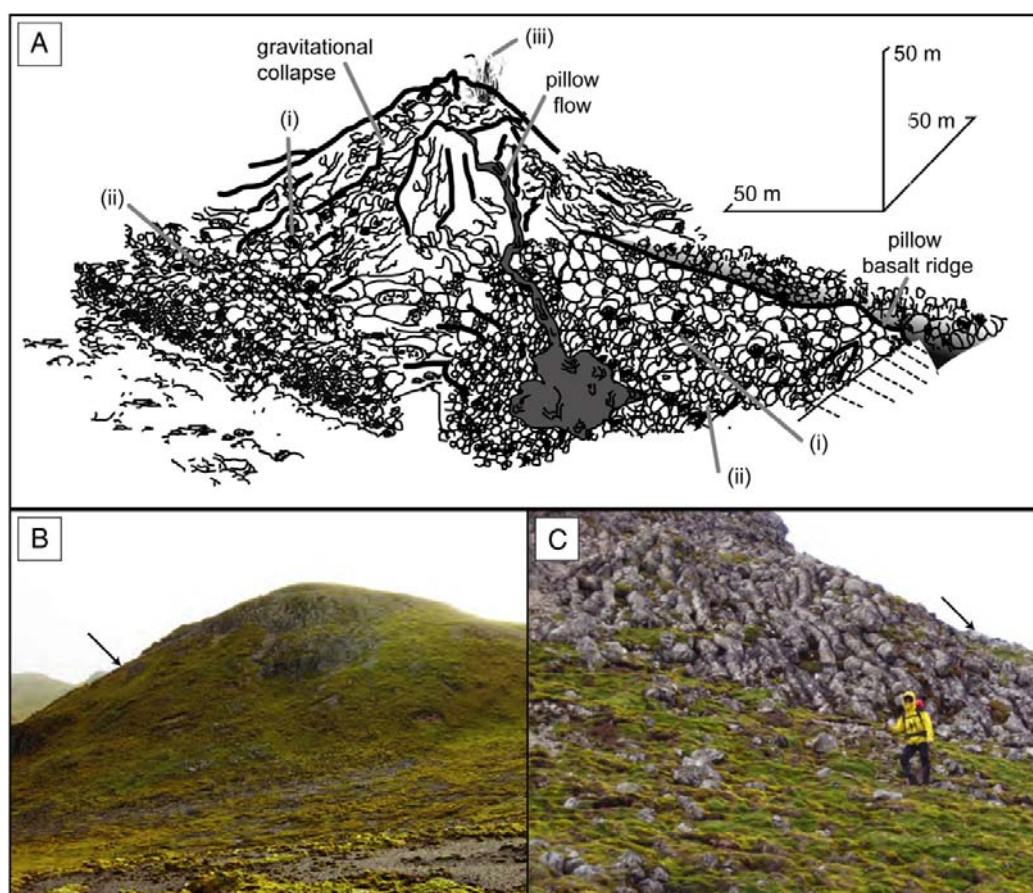 A
(iii)
gravitational
collapse
pillow
flow
50 m
50 m
50 m
(i)
(ii)
pillow
basalt ridge
(i)
(ii)
B
C